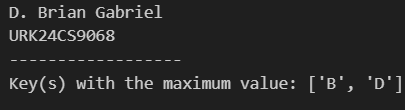 D. Brian Gabriel
URK24CS9068
------------------
Key(s) with the maximum value: ['B', 'D']